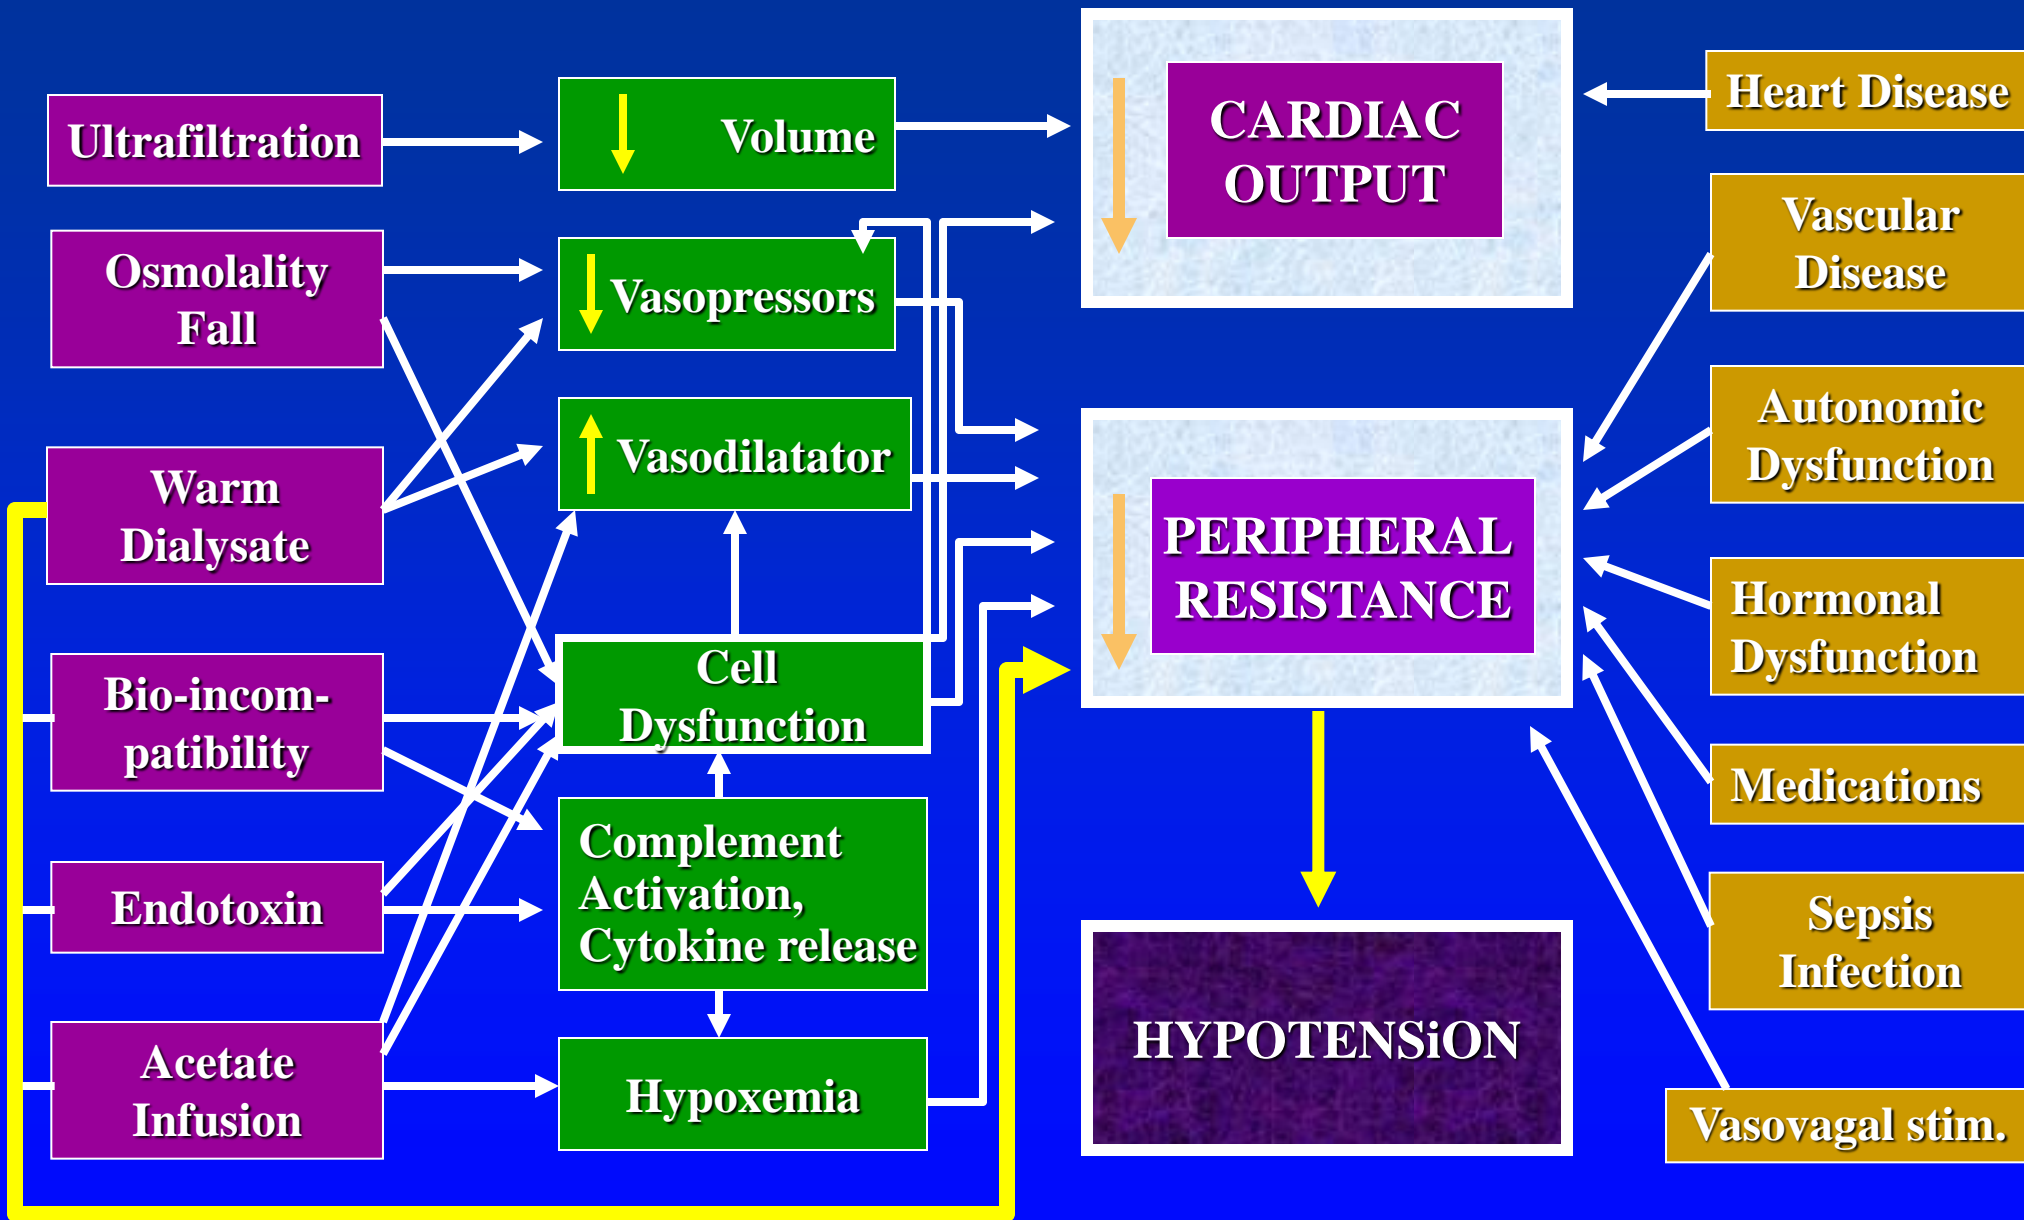 Ultrafiltration
Osmolality
Fall
Warm
Dialysate
Bio-incom-
patibility
Endotoxin
Acetate
Infusion
Volume
Vasopressors
Vasodilatator
Cell
Dysfunction
Complement
Activation,
Cytokine release
Hypoxemia
CARDIAC
OUTPUT
PERIPHERAL
RESISTANCE
HYPOTENSiON
Heart Disease
Vascular
Disease
Autonomic
Dysfunction
Hormonal
Dysfunction
Medications
Sepsis
Infection
Vasovagal stim.